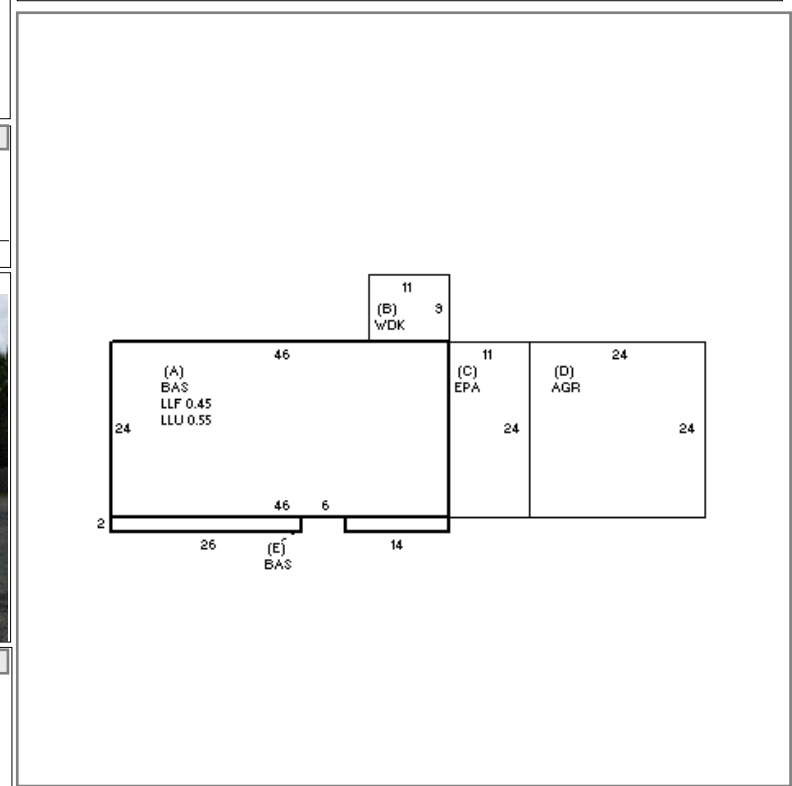 11
(B) 9
WDK
46 11 24
(A) (C) (D)
BAS EPA AGR
LLF 0.45
LLU 0.55
24 24 24
46 6
2
26 (E) 14
BAS